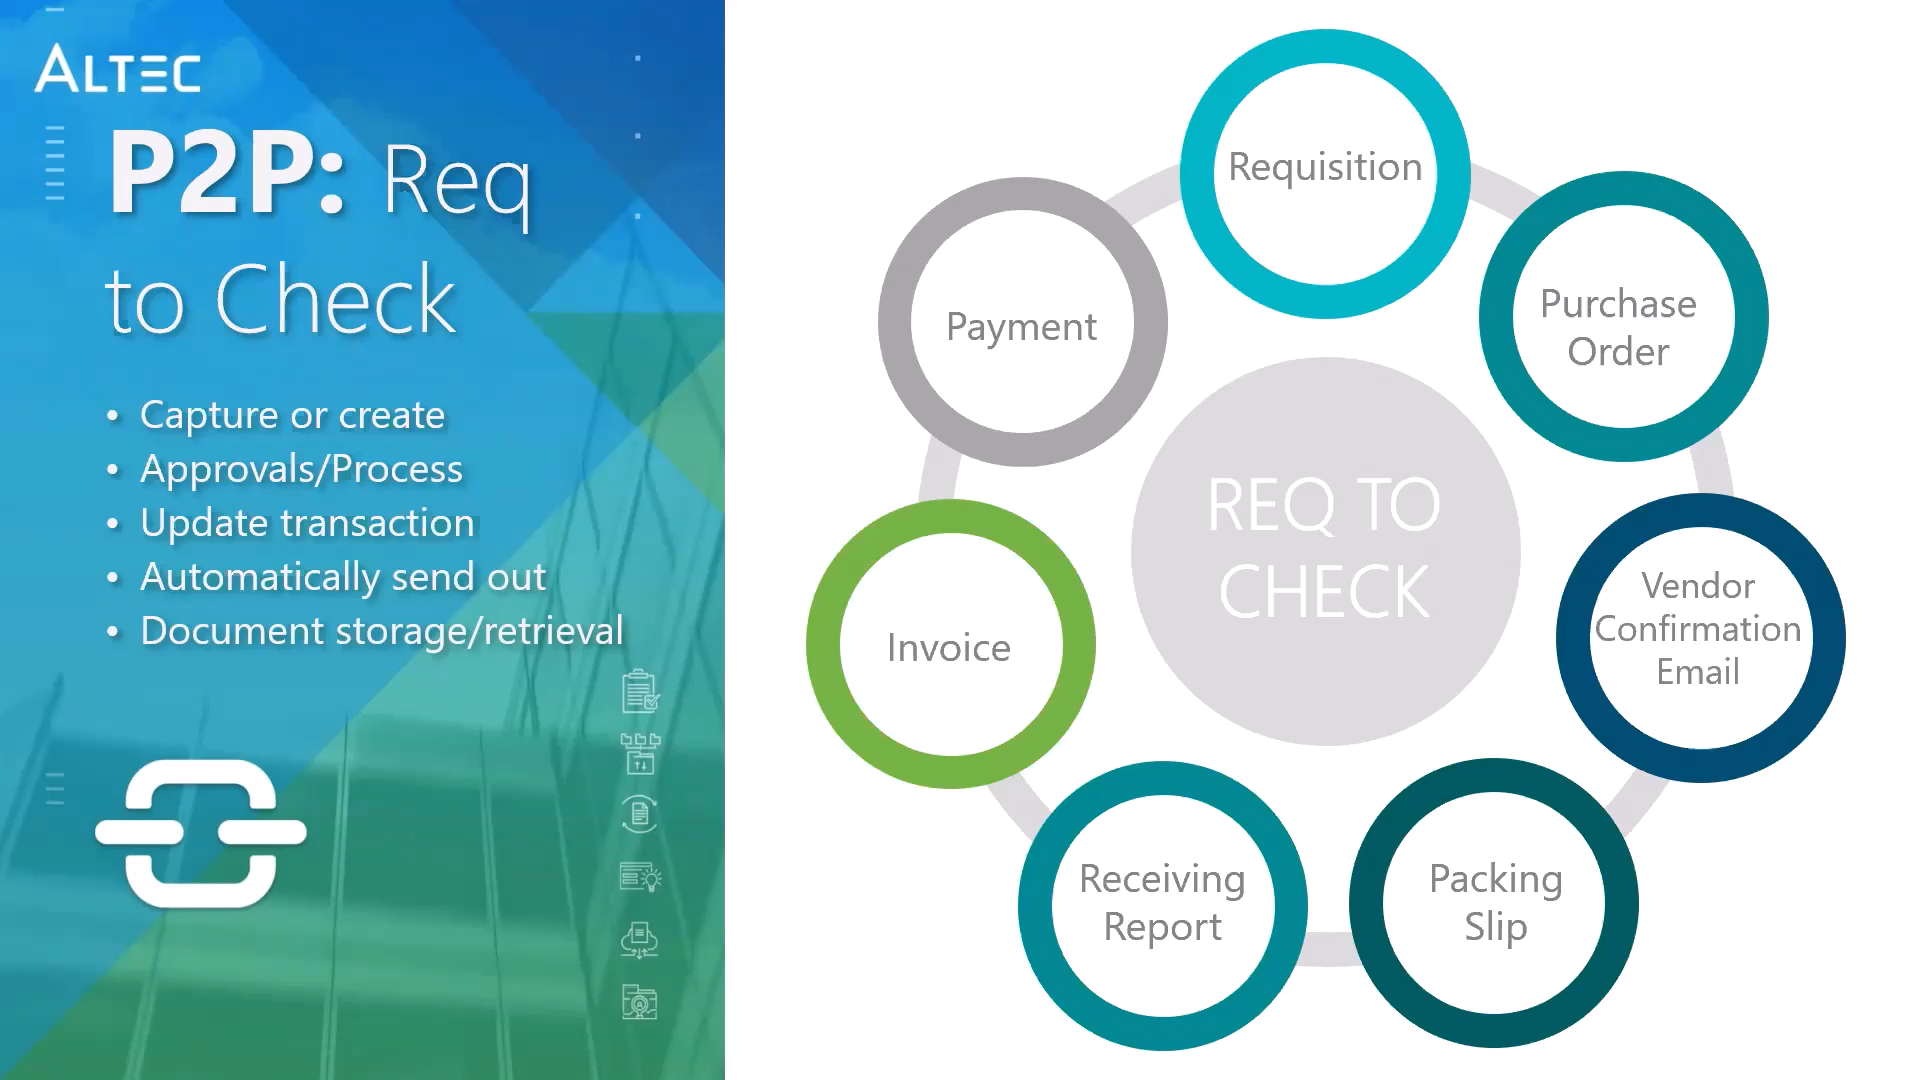 ALTEC
P2P: Req
to Check
• Capture or create
• Approvals/Process
• Update transaction
• Automatically send out
• Document storage/retrieval
Requisition
Purchase
Order
Vendor
Confirmation
Email
Packing
Slip
Receiving
Report
Invoice
Payment
REQ TO
CHECK